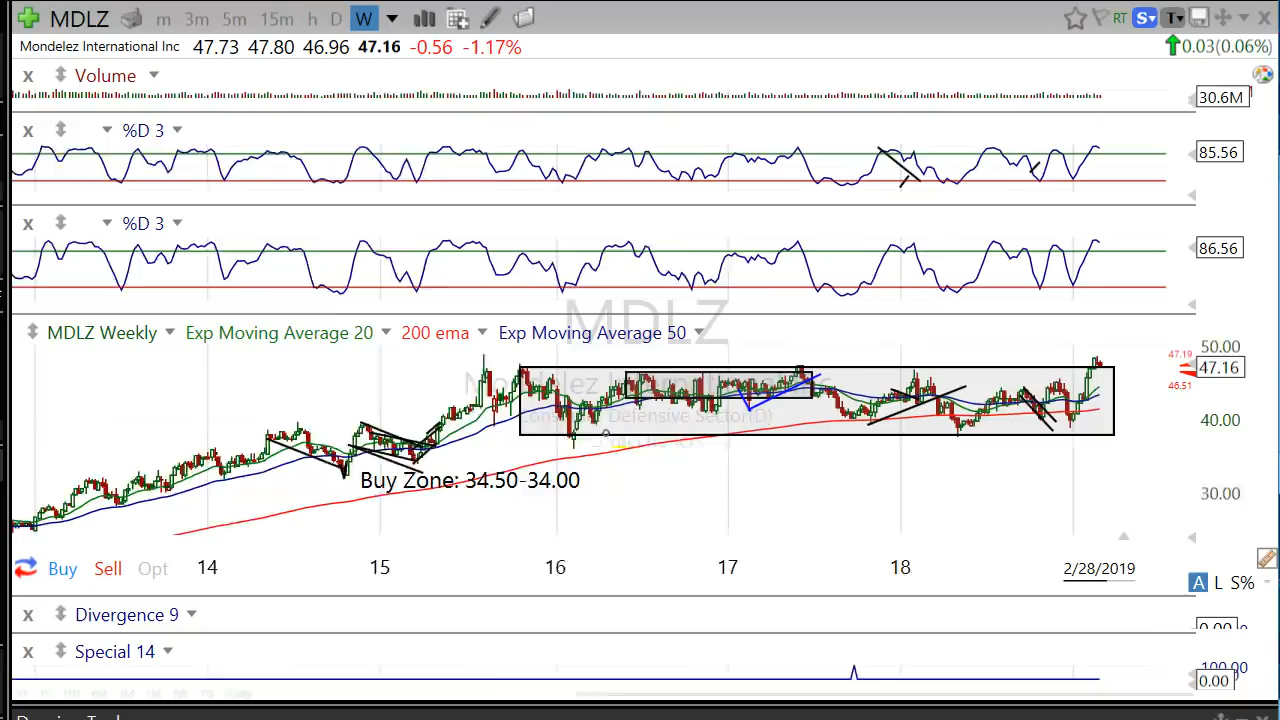 MDLZ m 3m 5m 15m h D W RT S T
Mondelez International Inc 47.73 47.80 46.96 47.16 -0.56 -1.17% 0.03(0.06%)
x Volume
30.6M
x %D 3
85.56
x %D 3
86.56
MDLZ
MDLZ Weekly Exp Moving Average 20 200 ema Exp Moving Average 50
50.00
47.19
47.16
46.51
40.00
Buy Zone: 34.50-34.00
30.00
Buy Sell Opt 14 15 16 17 18 2/28/2019
A L S%
x Divergence 9
x Special 14
100.00
0.00